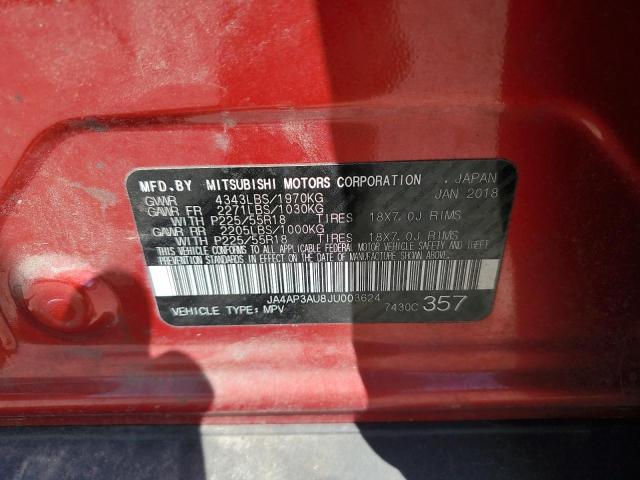 MFD.BY MITSUBISHI MOTORS CORPORATION , JAPAN
GVWR 4343LBS/1970KG JAN 2018
GAWR FR 2271LBS/1030KG
WITH P225/55R18 TIRES 18X7.0J RIMS
GAWR RR 2205LBS/1000KG
WITH P225/55R18 TIRES 18X7.0J RIMS
THIS VEHICLE CONFORMS TO ALL APPLICABLE FEDERAL MOTOR VEHICLE SAFETY AND THEFT
PREVENTION STANDARDS IN EFFECT ON THE DATE OF MANUFACTURE SHOWN ABOVE.
JA4AP3AU8JU003624
VEHICLE TYPE; MPV 7430C 357